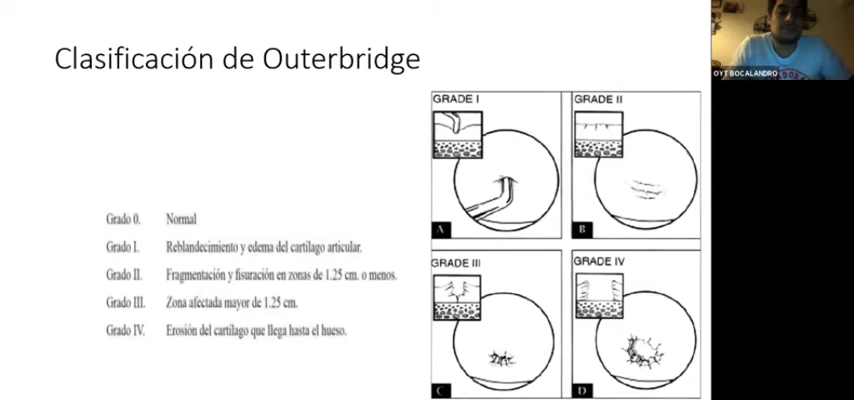 Clasificación de Outerbridge
OYT BOCALANDRO
Grado 0. Normal
Grado I. Reblandecimiento y edema del cartílago articular.
Grado II. Fragmentación y fisuración en zonas de 1.25 cm. o menos.
Grado III. Zona afectada mayor de 1.25 cm.
Grado IV. Erosión del cartílago que llega hasta el hueso.
GRADE I
A
GRADE II
B
GRADE III
C
GRADE IV
D